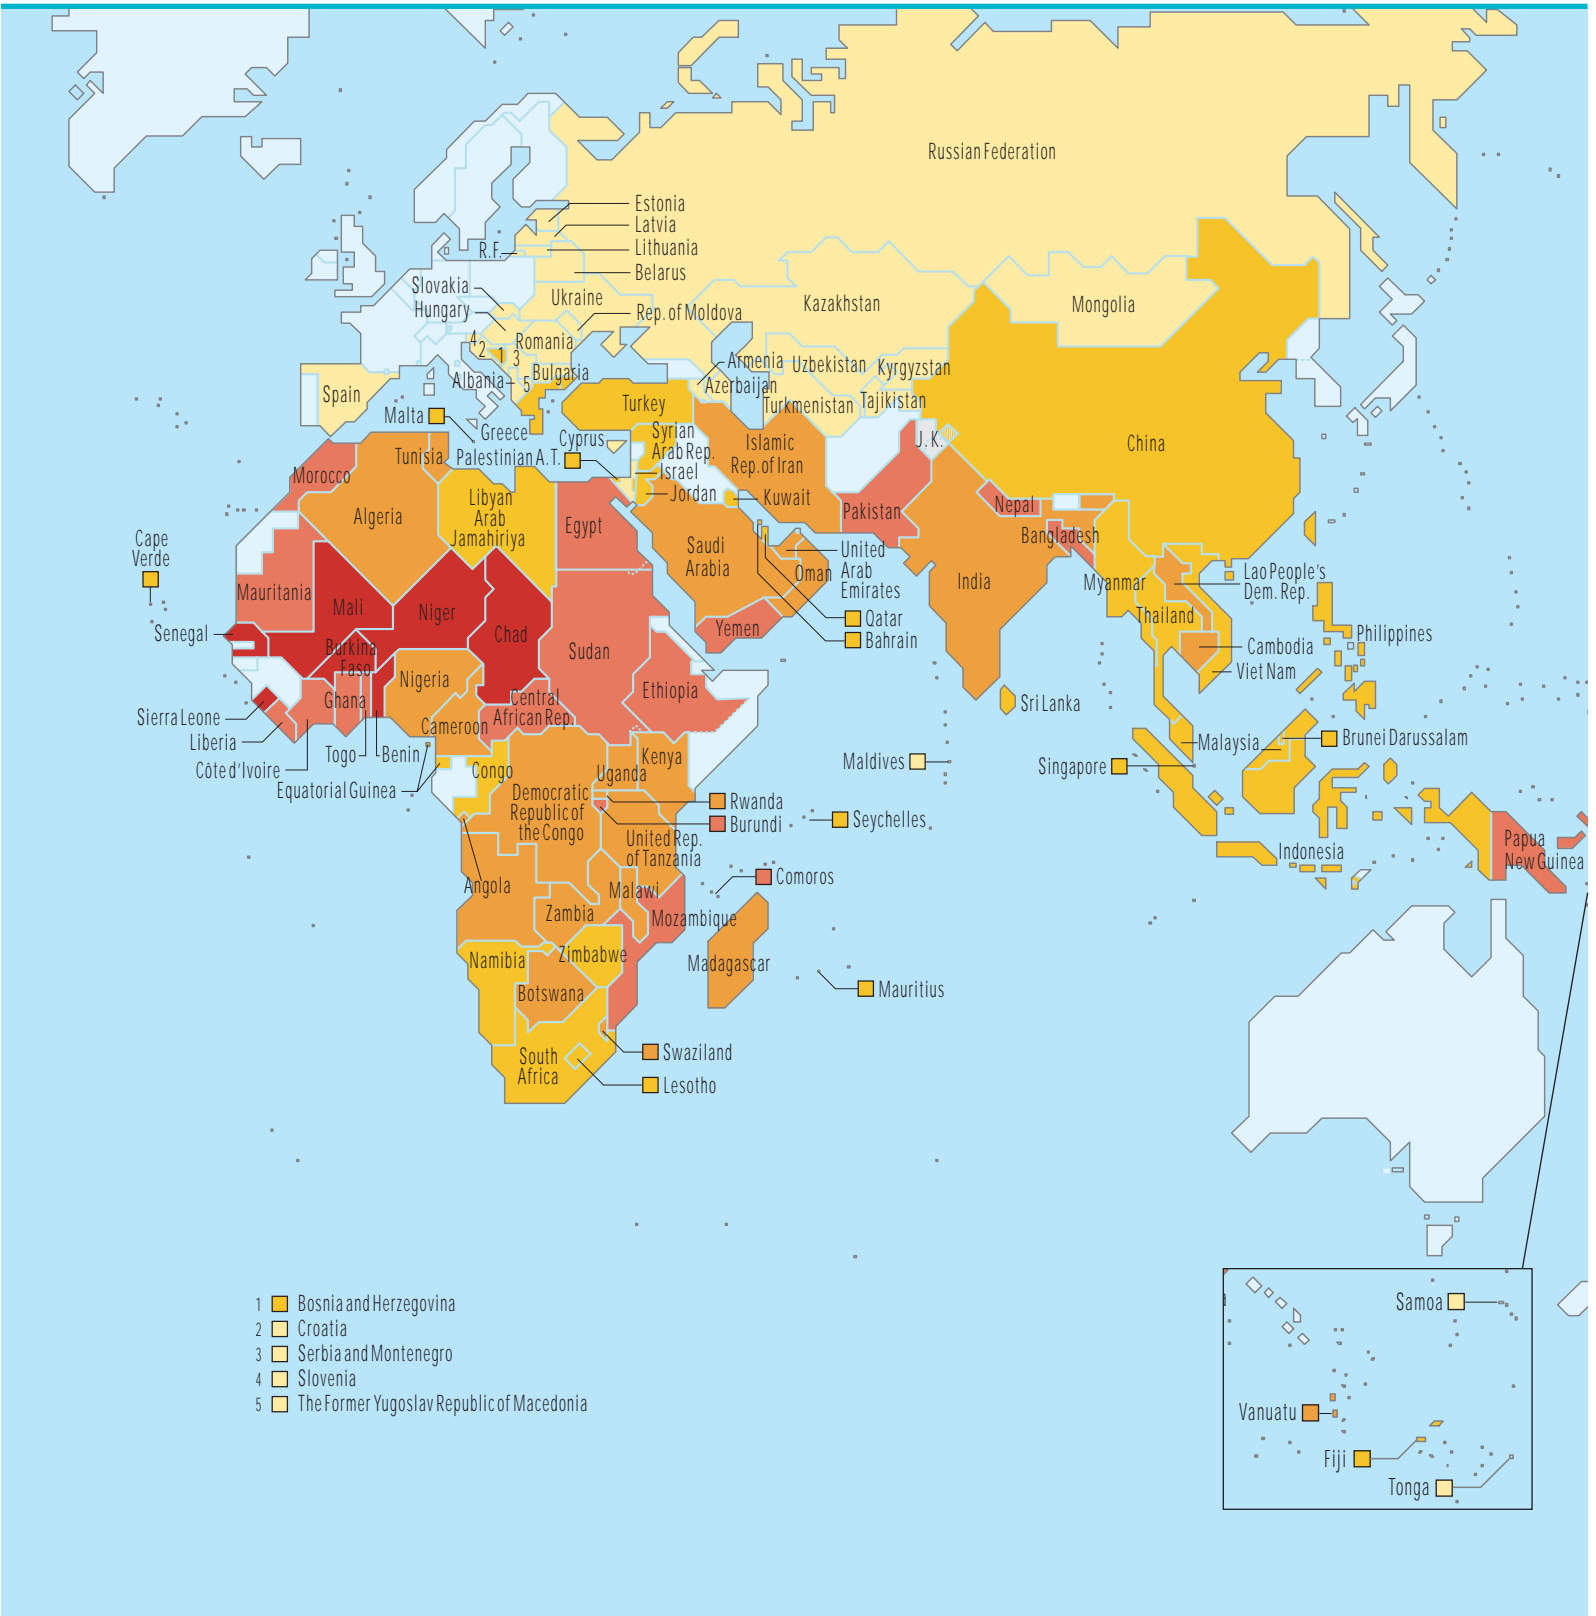 Russian Federation
Estonia
Latvia
R.F.
Lithuania
Belarus
Slovakia
Hungary
Ukraine
Rep. of Moldova
Kazakhstan
Mongolia
4
2
1
3
Romania
Armenia
Uzbekistan
Kyrgyzstan
Albania
5
Bulgaria
Azerbaijan
Spain
Turkmenistan
Tajikistan
Malta
Turkey
Greece
Cyprus
Syrian
Arab Rep.
Islamic
Rep. of Iran
J. K.
China
Tunisia
Palestinian A.T.
Israel
Morocco
Jordan
Kuwait
Libyan
Arab
Jamahiriya
Algeria
Egypt
Pakistan
Nepal
Bangladesh
Cape
Verde
Saudi
Arabia
United
Arab
Emirates
Oman
India
Myanmar
Lao People's
Dem. Rep.
Mauritania
Mali
Niger
Chad
Qatar
Thailand
Senegal
Yemen
Bahrain
Philippines
Burkina
Faso
Sudan
Cambodia
Nigeria
Viet Nam
Ghana
Central
African Rep.
Ethiopia
Sri Lanka
Sierra Leone
Cameroon
Liberia
Togo
Benin
Malaysia
Brunei Darussalam
Côte d'Ivoire
Congo
Uganda
Kenya
Maldives
Singapore
Equatorial Guinea
Democratic
Republic of
the Congo
Rwanda
Burundi
Seychelles
United Rep.
of Tanzania
Indonesia
Papua
New Guinea
Angola
Malawi
Comoros
Zambia
Mozambique
Namibia
Zimbabwe
Madagascar
Botswana
Mauritius
South
Africa
Swaziland
Lesotho
1 Bosnia and Herzegovina
2 Croatia
3 Serbia and Montenegro
4 Slovenia
5 The Former Yugoslav Republic of Macedonia
Samoa
Vanuatu
Fiji
Tonga